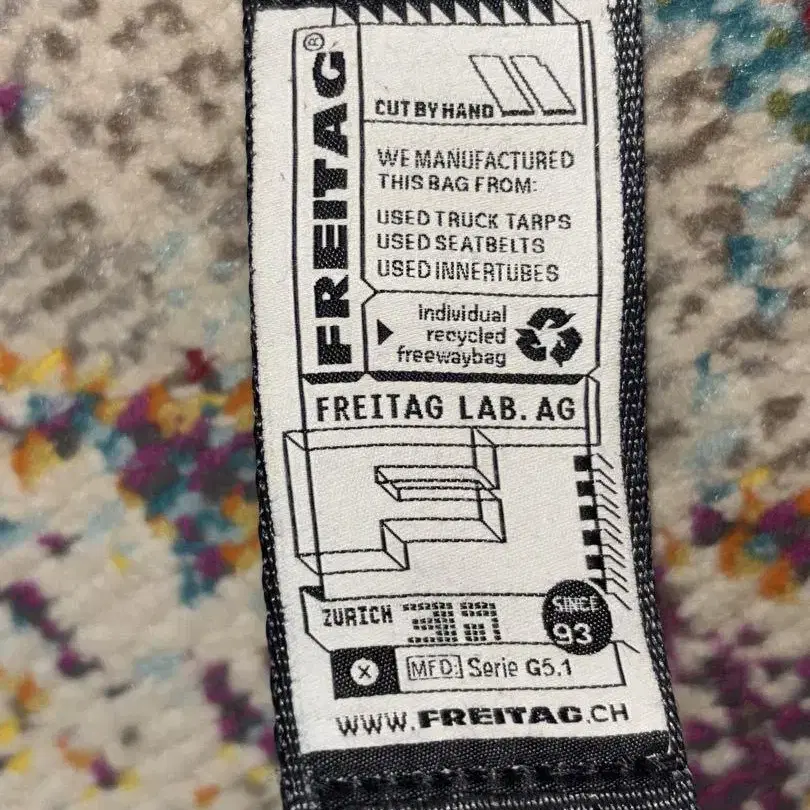 FREITAG®
CUT BY HAND
WE MANUFACTURED
THIS BAG FROM:
USED TRUCK TARPS
USED SEATBELTS
USED INNERTUBES
individual
recycled
freewaybag
FREITAG LAB. AG
F
ZURICH
SINCE
93
MFD: Serie G5.1
WWW.FREITAG.CH